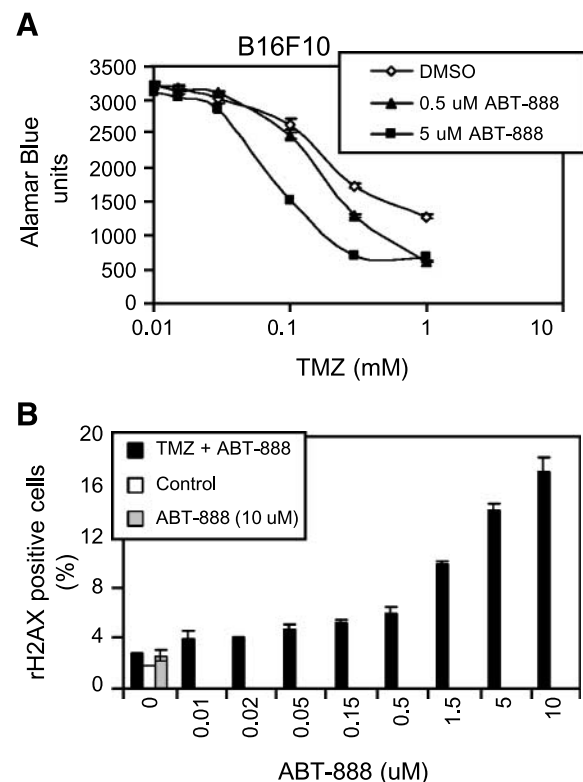 A
B16F10
DMSO
0.5 uM ABT-888
5 uM ABT-888
3500
3000
2500
2000
1500
1000
500
0
Alamar Blue
units
0.01 0.1 1 10
TMZ (mM)
B
TMZ + ABT-888
Control
ABT-888 (10 uM)
20
16
12
8
4
0
rH2AX positive cells
(%)
0 0.01 0.02 0.05 0.15 0.5 1.5 5 10
ABT-888 (uM)